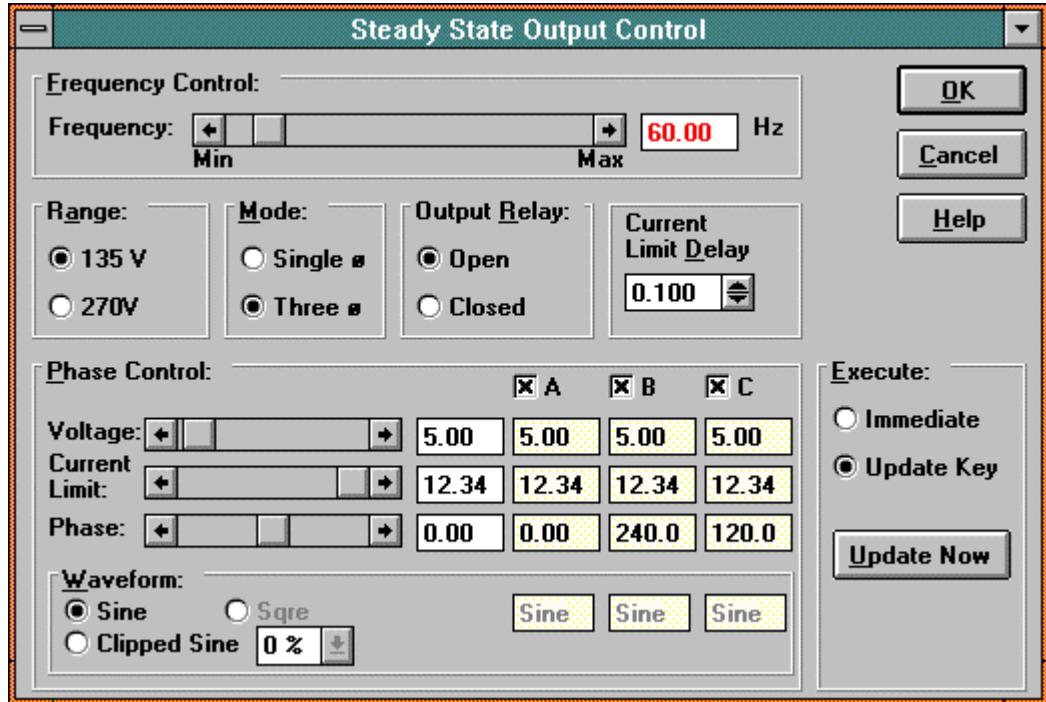 Steady State Output Control
Frequency Control:
Frequency: 60.00 Hz
Min Max
OK
Cancel
Help
Range:
135 V
270V
Mode:
Single ø
Three ø
Output Relay:
Open
Closed
Current
Limit Delay
0.100
Phase Control:
A B C
Voltage: 5.00 5.00 5.00 5.00
Current
Limit: 12.34 12.34 12.34 12.34
Phase: 0.00 0.00 240.0 120.0
Waveform:
Sine Sqre
Clipped Sine 0 %
Sine Sine Sine
Execute:
Immediate
Update Key
Update Now